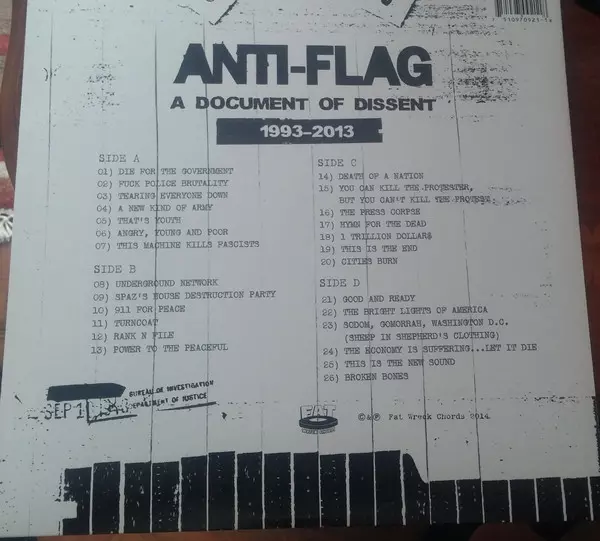 ANTI-FLAG
A DOCUMENT OF DISSENT
1993-2013
SIDE A
01) DIE FOR THE GOVERNMENT
02) FUCK POLICE BRUTALITY
03) TEARING EVERYONE DOWN
04) A NEW KIND OF ARMY
05) THAT'S YOUTH
06) ANGRY, YOUNG AND POOR
07) THIS MACHINE KILLS FASCISTS
SIDE B
08) UNDERGROUND NETWORK
09) SPAZ'S HOUSE DESTRUCTION PARTY
10) 911 FOR PEACE
11) TURNCOAT
12) RANK N FILE
13) POWER TO THE PEACEFUL
SIDE C
14) DEATH OF A NATION
15) YOU CAN KILL THE PROTESTER,
BUT YOU CAN'T KILL THE PROTEST
16) THE PRESS CORPSE
17) HYMN FOR THE DEAD
18) 1 TRILLION DOLLAR$
19) THIS IS THE END
20) CITIES BURN
SIDE D
21) GOOD AND READY
22) THE BRIGHT LIGHTS OF AMERICA
23) SODOM, GOMORRAH, WASHINGTON D.C.
(SHEEP IN SHEPHERD'S CLOTHING)
24) THE ECONOMY IS SUFFERING...LET IT DIE
25) THIS IS THE NEW SOUND
26) BROKEN BONES
BUREAU OF INVESTIGATION
DEPARTMENT OF JUSTICE
SEP 1
FAT
©&℗ Fat Wreck Chords 2014